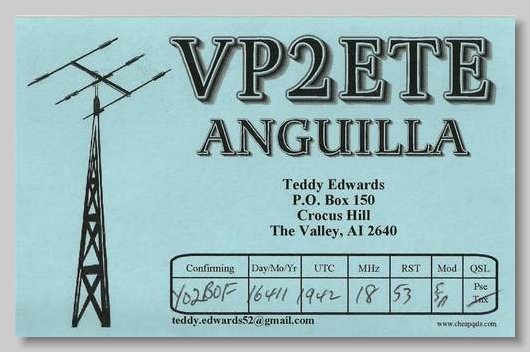 VP2ETE
ANGUILLA
Teddy Edwards
P.O. Box 150
Crocus Hill
The Valley, AI 2640
Confirming Day/Mo/Yr UTC MHz RST Mod QSL
YO2BOF 16411 1942 18 53 SSB Pse
Tnx
teddy.edwards52@gmail.com
www.cheapqsls.com